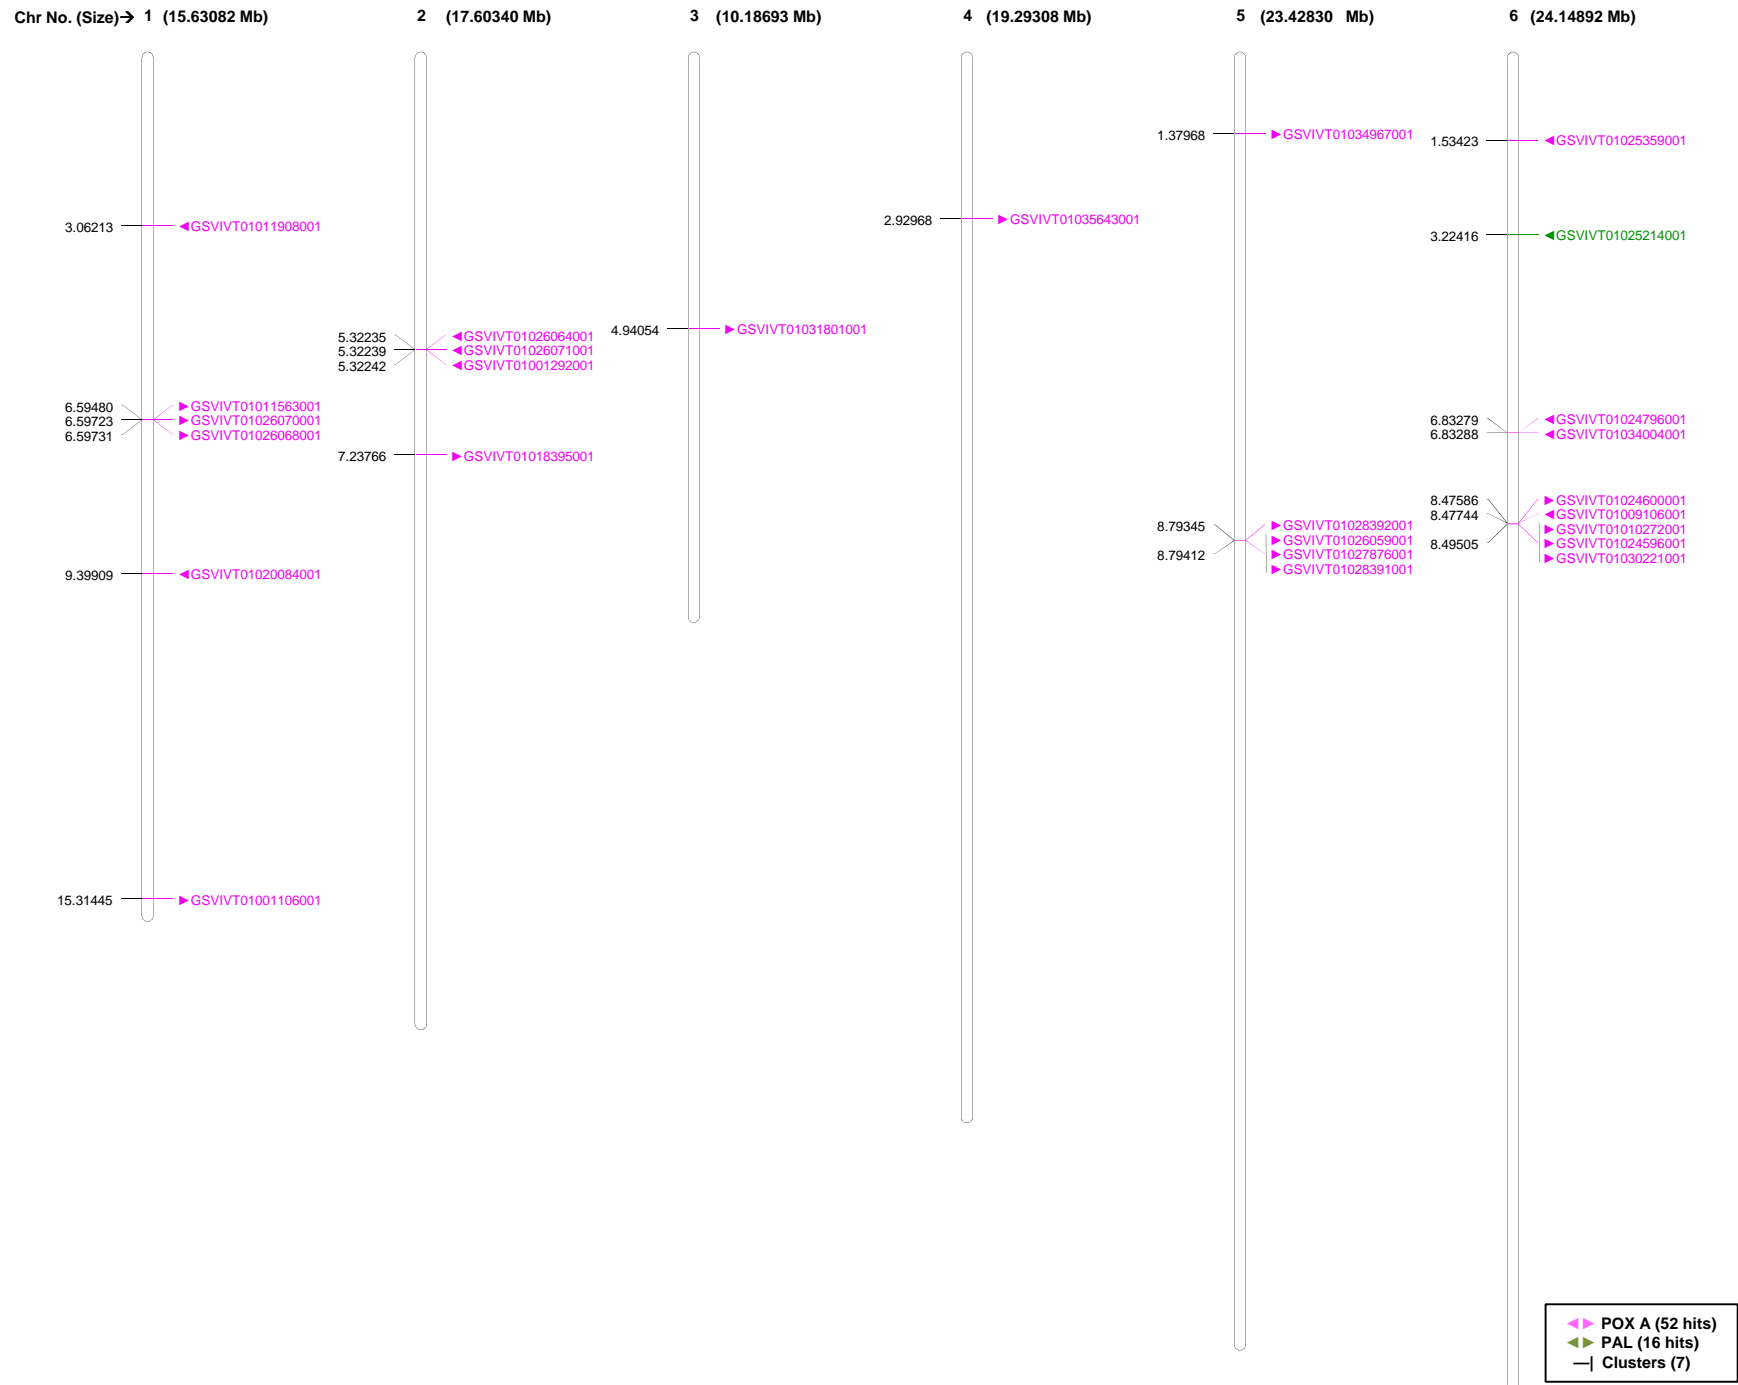 Chr No. (Size)→ 1 (15.63082 Mb) 2 (17.60340 Mb) 3 (10.18693 Mb) 4 (19.29308 Mb) 5 (23.42830 Mb) 6 (24.14892 Mb)
3.06213 ◄GSVIVT01011908001
6.59480 ►GSVIVT01011563001
6.59723 ►GSVIVT01026070001
6.59731 ►GSVIVT01026068001
9.39909 ◄GSVIVT01020084001
15.31445 ►GSVIVT01001106001
5.32235 ◄GSVIVT01026064001
5.32239 ◄GSVIVT01026071001
5.32242 ◄GSVIVT01001292001
7.23766 ►GSVIVT01018395001
4.94054 ►GSVIVT01031801001
2.92968 ►GSVIVT01035643001
1.37968 ►GSVIVT01034967001
8.79345 ►GSVIVT01028392001
►GSVIVT01026059001
8.79412 ►GSVIVT01027876001
►GSVIVT01028391001
1.53423 ◄GSVIVT01025359001
3.22416 ◄GSVIVT01025214001
6.83279 ◄GSVIVT01024796001
6.83288 ◄GSVIVT01034004001
8.47586 ►GSVIVT01024600001
8.47744 ◄GSVIVT01009106001
►GSVIVT01010272001
8.49505 ►GSVIVT01024596001
►GSVIVT01030221001
◄► POX A (52 hits)
◄► PAL (16 hits)
—| Clusters (7)